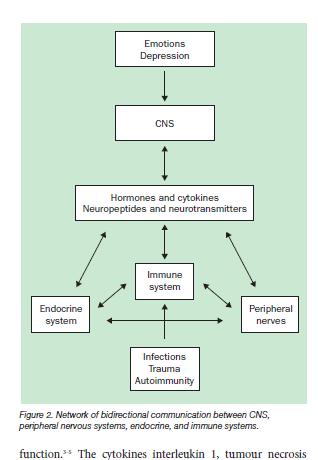 Emotions
Depression
CNS
Hormones and cytokines
Neuropeptides and neurotransmitters
Immune
system
Endocrine
system
Peripheral
nerves
Infections
Trauma
Autoimmunity
Figure 2. Network of bidirectional communication between CNS,
peripheral nervous systems, endocrine, and immune systems.
function.³⁻⁵ The cytokines interleukin 1, tumour necrosis